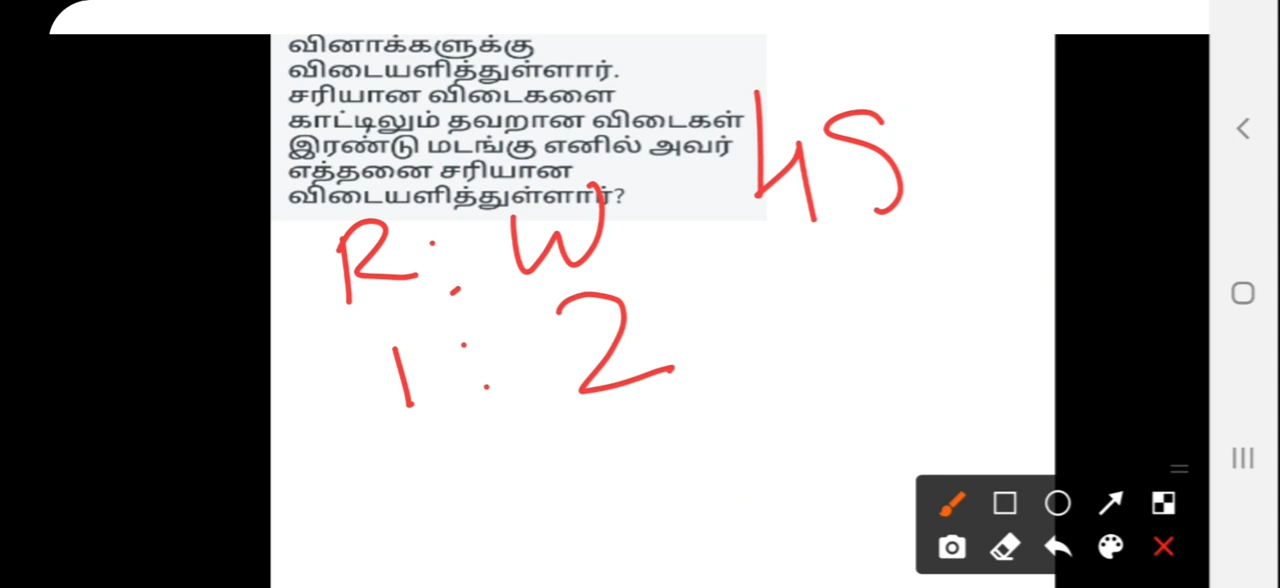 வினாக்களுக்கு
விடையளித்துள்ளார்.
சரியான விடைகளை
காட்டிலும் தவறான விடைகள்
இரண்டு மடங்கு எனில் அவர்
எத்தனை சரியான
விடையளித்துள்ளார்?
45
R : W
1 : 2